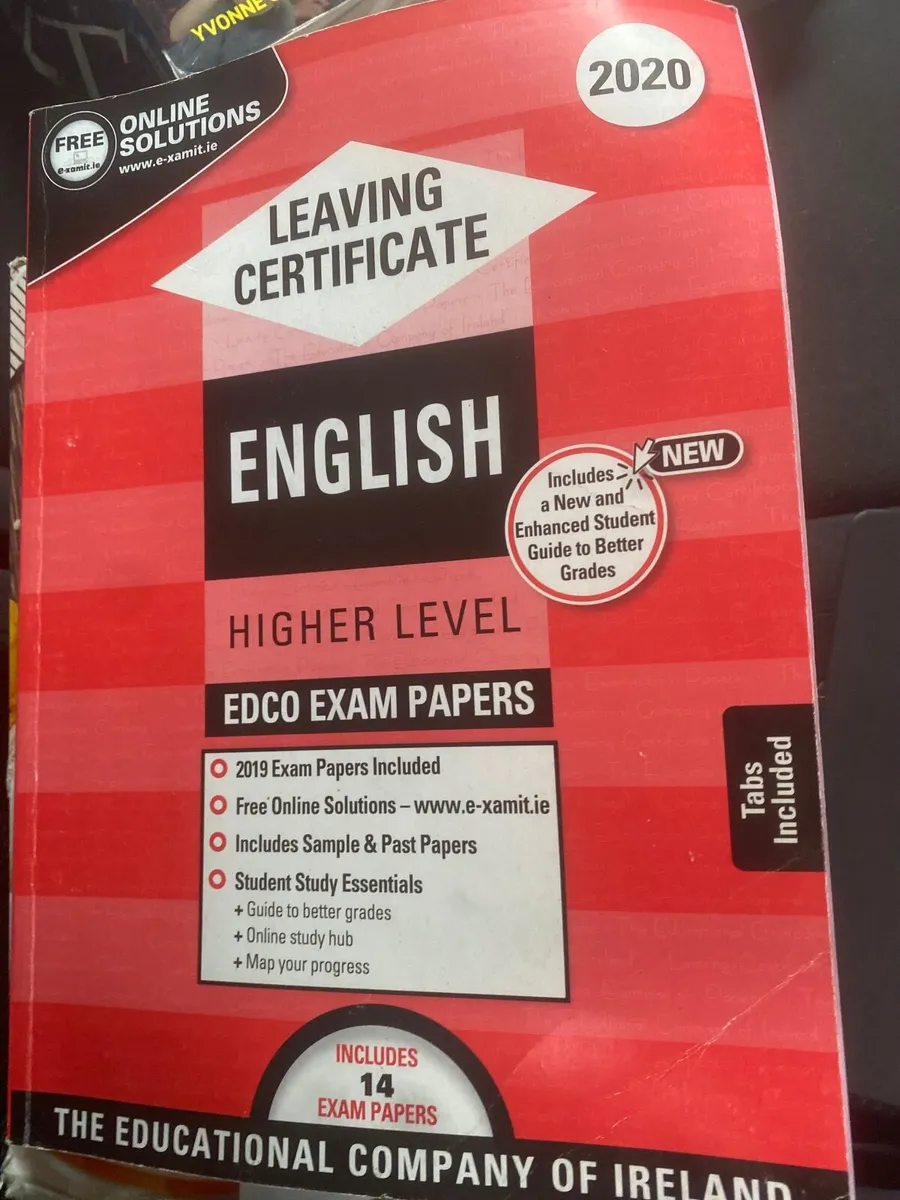 YVONNE
2020
FREE
e-xamit.ie
ONLINE
SOLUTIONS
www.e-xamit.ie
LEAVING
CERTIFICATE
ENGLISH
NEW
Includes
a New and
Enhanced Student
Guide to Better
Grades
HIGHER LEVEL
EDCO EXAM PAPERS
2019 Exam Papers Included
Free Online Solutions – www.e-xamit.ie
Includes Sample & Past Papers
Student Study Essentials
+ Guide to better grades
+ Online study hub
+ Map your progress
Tabs
Included
INCLUDES
14
EXAM PAPERS
THE EDUCATIONAL COMPANY OF IRELAND